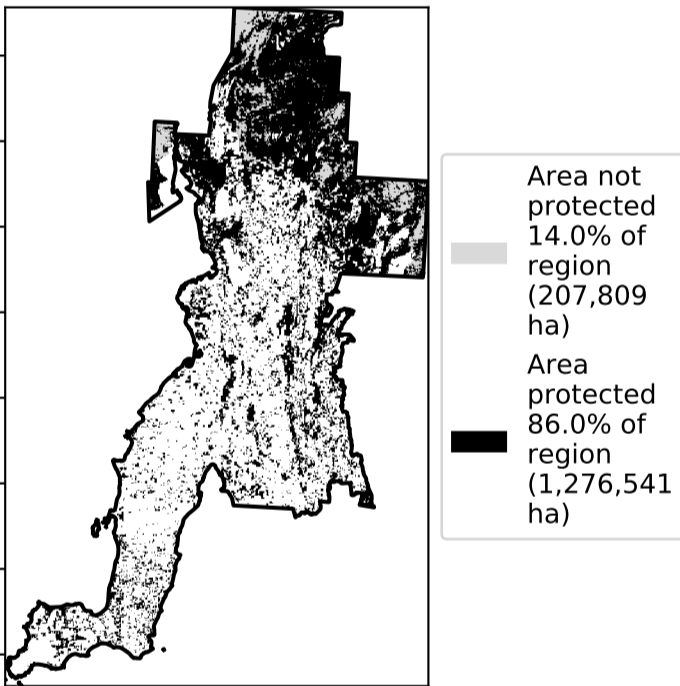 Area not
protected
14.0% of
region
(207,809
ha)
Area
protected
86.0% of
region
(1,276,541
ha)